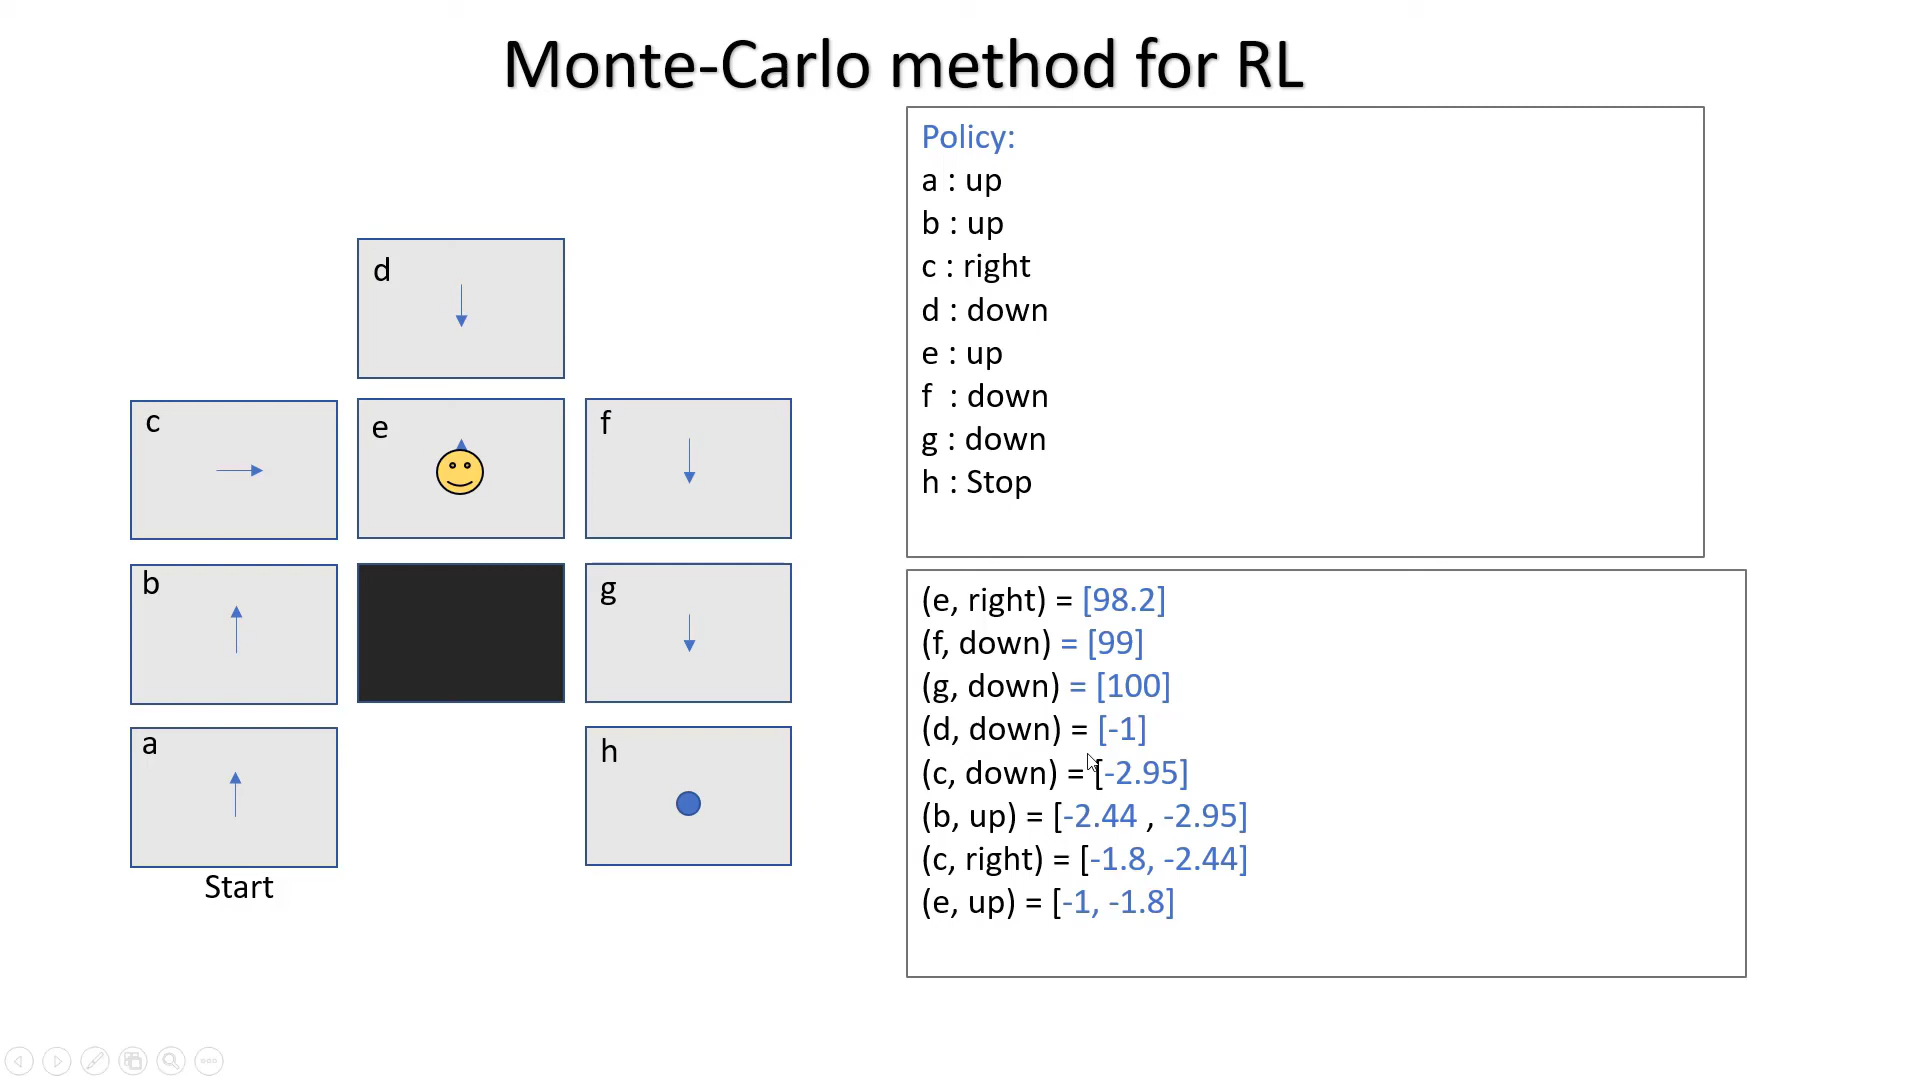 Monte-Carlo method for RL
Policy:
a : up
b : up
c : right
d : down
e : up
f : down
g : down
h : Stop
d
c
e
f
b
g
a
h
Start
(e, right) = [98.2]
(f, down) = [99]
(g, down) = [100]
(d, down) = [-1]
(c, down) = [-2.95]
(b, up) = [-2.44 , -2.95]
(c, right) = [-1.8, -2.44]
(e, up) = [-1, -1.8]